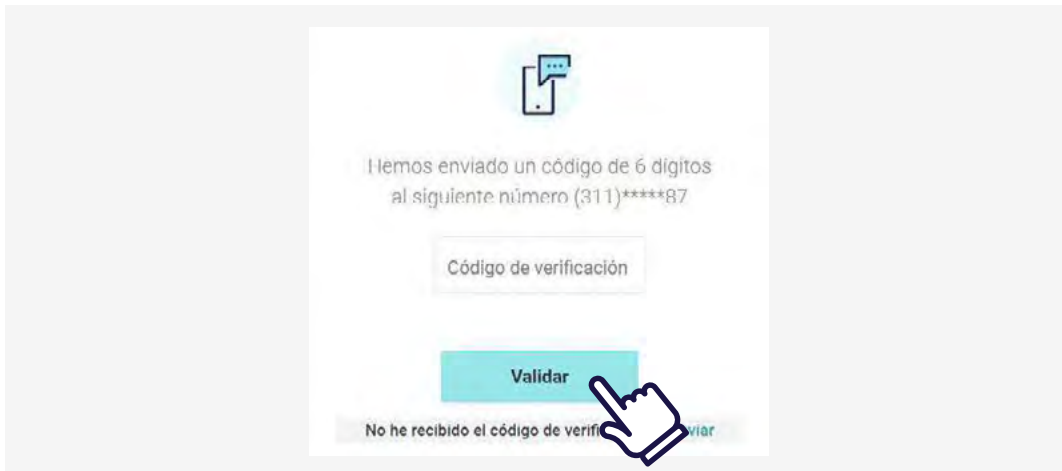 Hemos enviado un código de 6 dígitos
al siguiente número (311)*****87
Código de verificación
Validar
No he recibido el código de